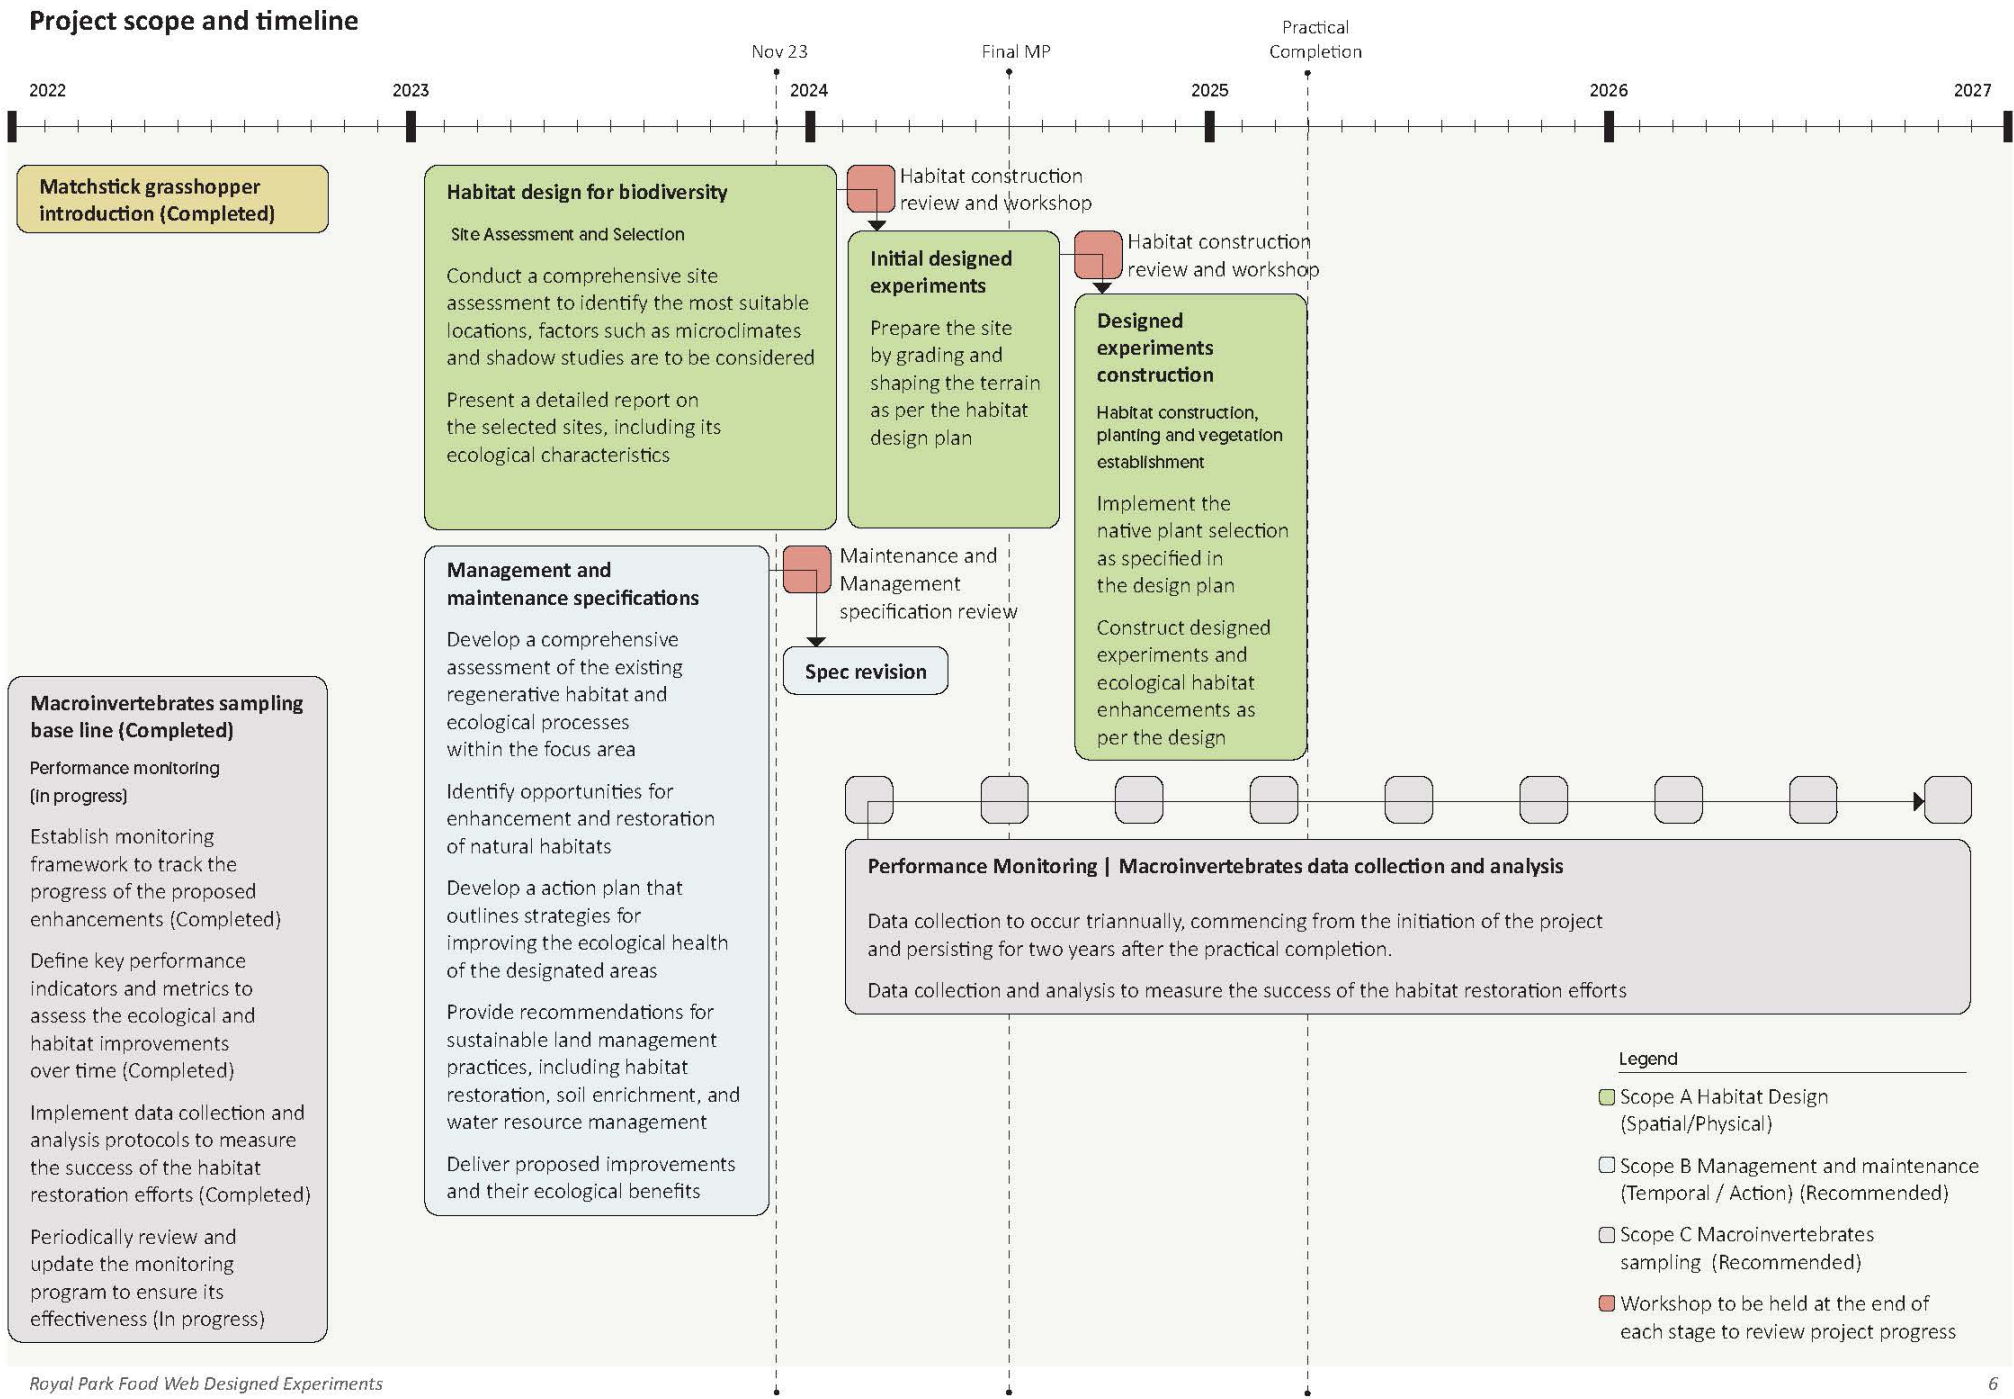 Project scope and timeline
Nov 23
Final MP
Practical
Completion
2022
2023
2024
2025
2026
2027
Matchstick grasshopper
introduction (Completed)
Habitat design for biodiversity
Site Assessment and Selection
Conduct a comprehensive site
assessment to identify the most suitable
locations, factors such as microclimates
and shadow studies are to be considered
Present a detailed report on
the selected sites, including its
ecological characteristics
Habitat construction
review and workshop
Initial designed
experiments
Prepare the site
by grading and
shaping the terrain
as per the habitat
design plan
Habitat construction
review and workshop
Designed
experiments
construction
Habitat construction,
planting and vegetation
establishment
Implement the
native plant selection
as specified in
the design plan
Construct designed
experiments and
ecological habitat
enhancements as
per the design
Management and
maintenance specifications
Develop a comprehensive
assessment of the existing
regenerative habitat and
ecological processes
within the focus area
Identify opportunities for
enhancement and restoration
of natural habitats
Develop a action plan that
outlines strategies for
improving the ecological health
of the designated areas
Provide recommendations for
sustainable land management
practices, including habitat
restoration, soil enrichment, and
water resource management
Deliver proposed improvements
and their ecological benefits
Maintenance and
Management
specification review
Spec revision
Macroinvertebrates sampling
base line (Completed)
Performance monitoring
(In progress)
Establish monitoring
framework to track the
progress of the proposed
enhancements (Completed)
Define key performance
indicators and metrics to
assess the ecological and
habitat improvements
over time (Completed)
Implement data collection and
analysis protocols to measure
the success of the habitat
restoration efforts (Completed)
Periodically review and
update the monitoring
program to ensure its
effectiveness (In progress)
Performance Monitoring | Macroinvertebrates data collection and analysis
Data collection to occur triannually, commencing from the initiation of the project
and persisting for two years after the practical completion.
Data collection and analysis to measure the success of the habitat restoration efforts
Legend
Scope A Habitat Design
(Spatial/Physical)
Scope B Management and maintenance
(Temporal / Action) (Recommended)
Scope C Macroinvertebrates
sampling (Recommended)
Workshop to be held at the end of
each stage to review project progress
Royal Park Food Web Designed Experiments
6